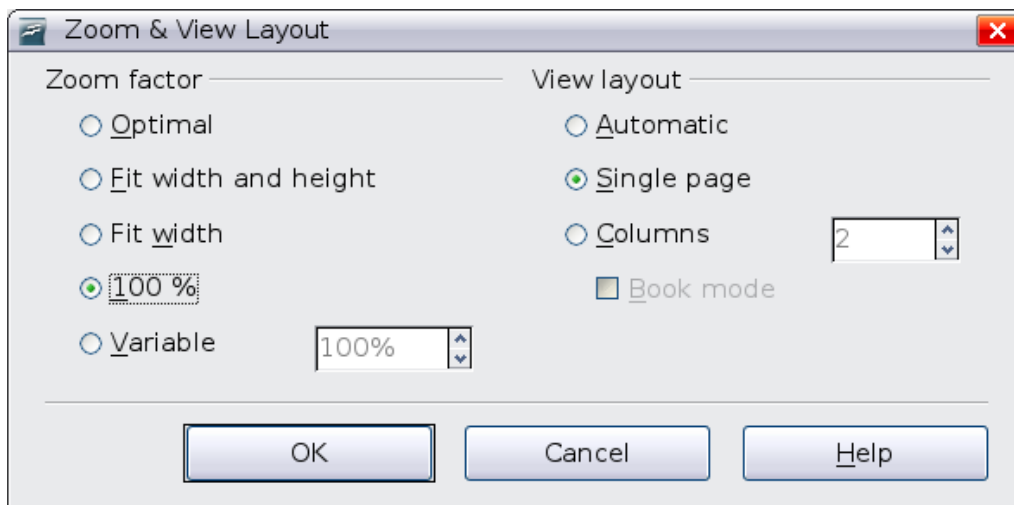 Zoom & View Layout
Zoom factor
Optimal
Fit width and height
Fit width
100 %
Variable 100%
View layout
Automatic
Single page
Columns 2
Book mode
OK Cancel Help